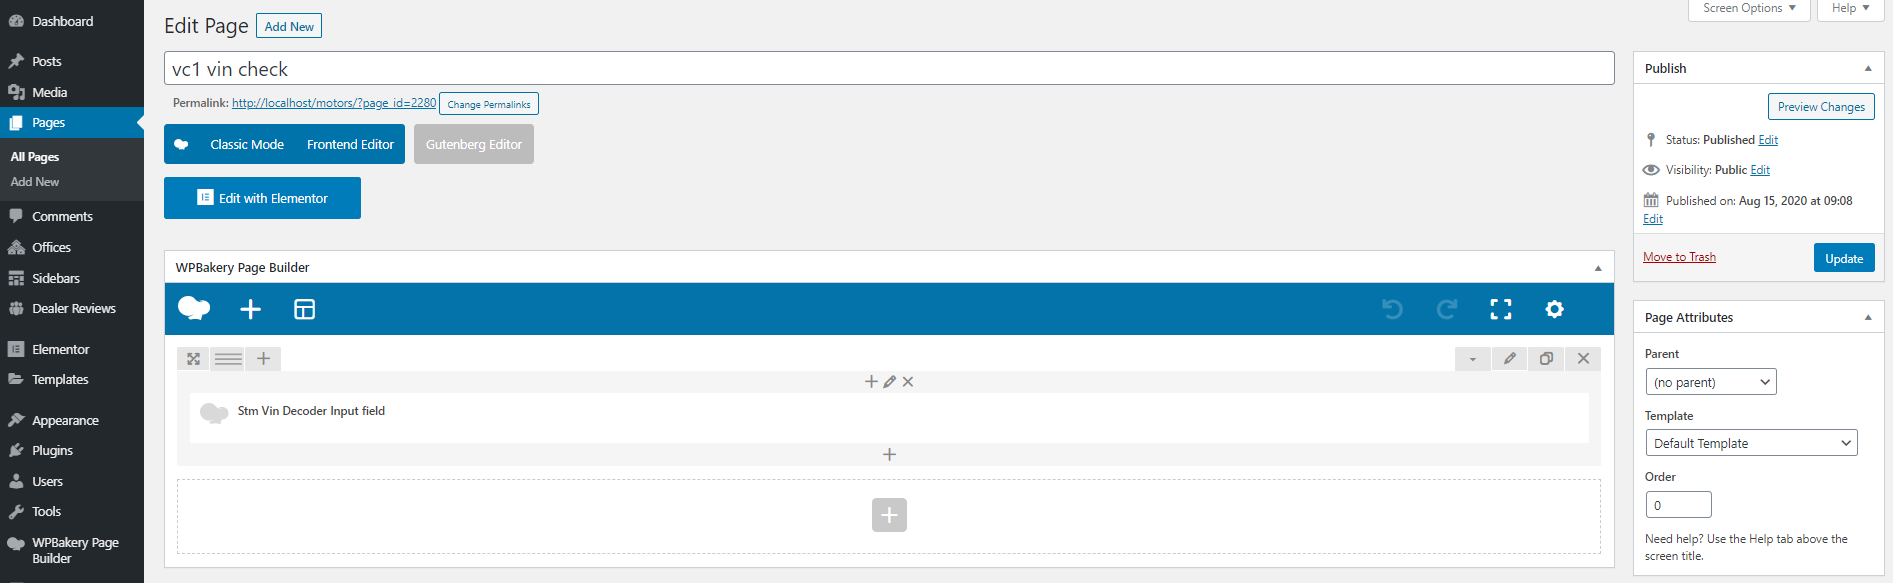 Dashboard
Posts
Media
Pages
All Pages
Add New
Comments
Offices
Sidebars
Dealer Reviews
Elementor
Templates
Appearance
Plugins
Users
Tools
WPBakery Page
Builder
Screen Options
Help
Edit Page
Add New
vc1 vin check
Permalink: http://localhost/motors/?page_id=2280 Change Permalinks
Classic Mode
Frontend Editor
Gutenberg Editor
Edit with Elementor
WPBakery Page Builder
Stm Vin Decoder Input field
Publish
Preview Changes
Status: Published Edit
Visibility: Public Edit
Published on: Aug 15, 2020 at 09:08
Edit
Move to Trash
Update
Page Attributes
Parent
(no parent)
Template
Default Template
Order
0
Need help? Use the Help tab above the
screen title.